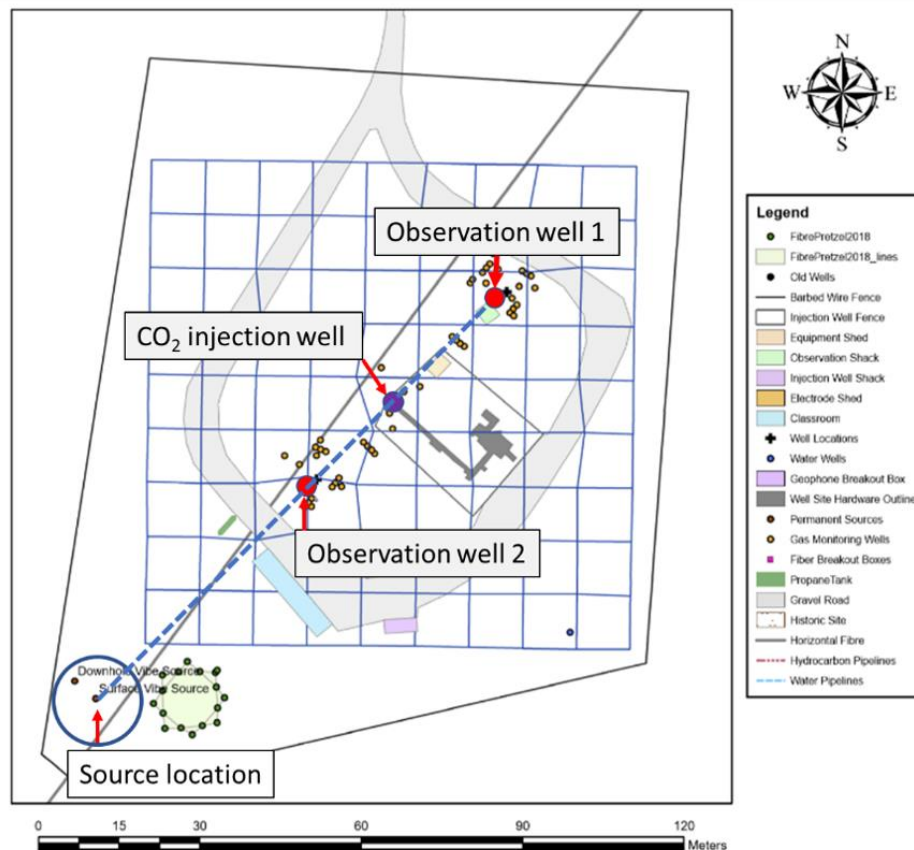 N
W E
S
Observation well 1
CO₂ injection well
Observation well 2
Downhole Vibe Source
Surface Vibe Source
Source location
Legend
FibrePretzel2018
FibrePretzel2018_lines
Old Wells
Barbed Wire Fence
Injection Well Fence
Equipment Shed
Observation Shack
Injection Well Shack
Electrode Shed
Classroom
Well Locations
Water Wells
Geophone Breakout Box
Well Site Hardware Outline
Permanent Sources
Gas Monitoring Wells
Fiber Breakout Boxes
PropaneTank
Gravel Road
Historic Site
Horizontal Fibre
Hydrocarbon Pipelines
Water Pipelines
0 15 30 60 90 120
Meters